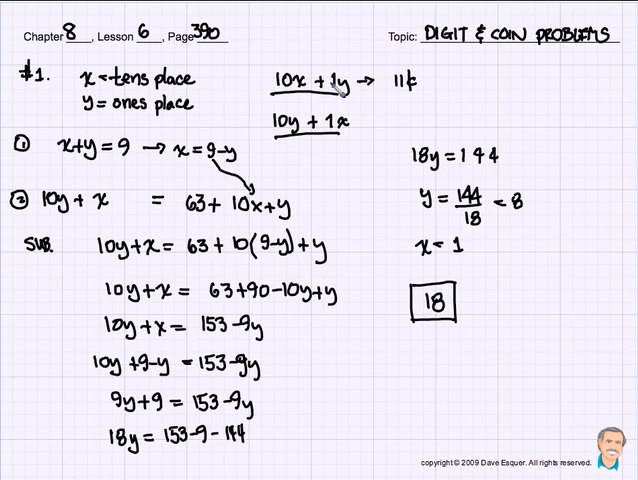 Chapter 8, Lesson 6, Page 390
Topic: DIGIT & COIN PROBLEMS
#1. x = tens place
y = ones place
10x + 1y →
10y + 1x
① x+y = 9 → x = 9-y
② 10y + x = 63 + 10x+y
SUB. 10y+x = 63 + 10(9-y)+y
10y+x = 63+90-10y+y
10y+x = 153-9y
10y+9-y = 153-9y
9y+9 = 153-9y
18y = 153-9 - 144
18y = 144
y = 144/18 = 8
x = 1
18
copyright © 2009 Dave Esquer. All rights reserved.